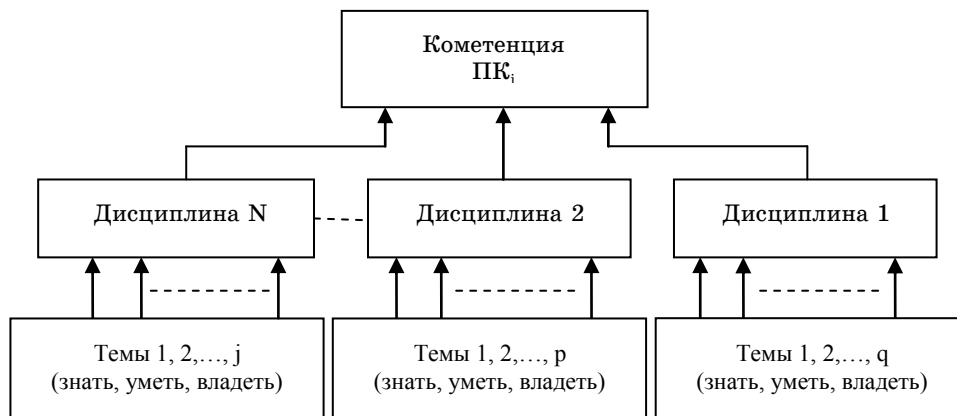 Кометенция
ПКᵢ
Дисциплина N
Дисциплина 2
Дисциплина 1
Темы 1, 2,…, j
(знать, уметь, владеть)
Темы 1, 2,…, p
(знать, уметь, владеть)
Темы 1, 2,…, q
(знать, уметь, владеть)